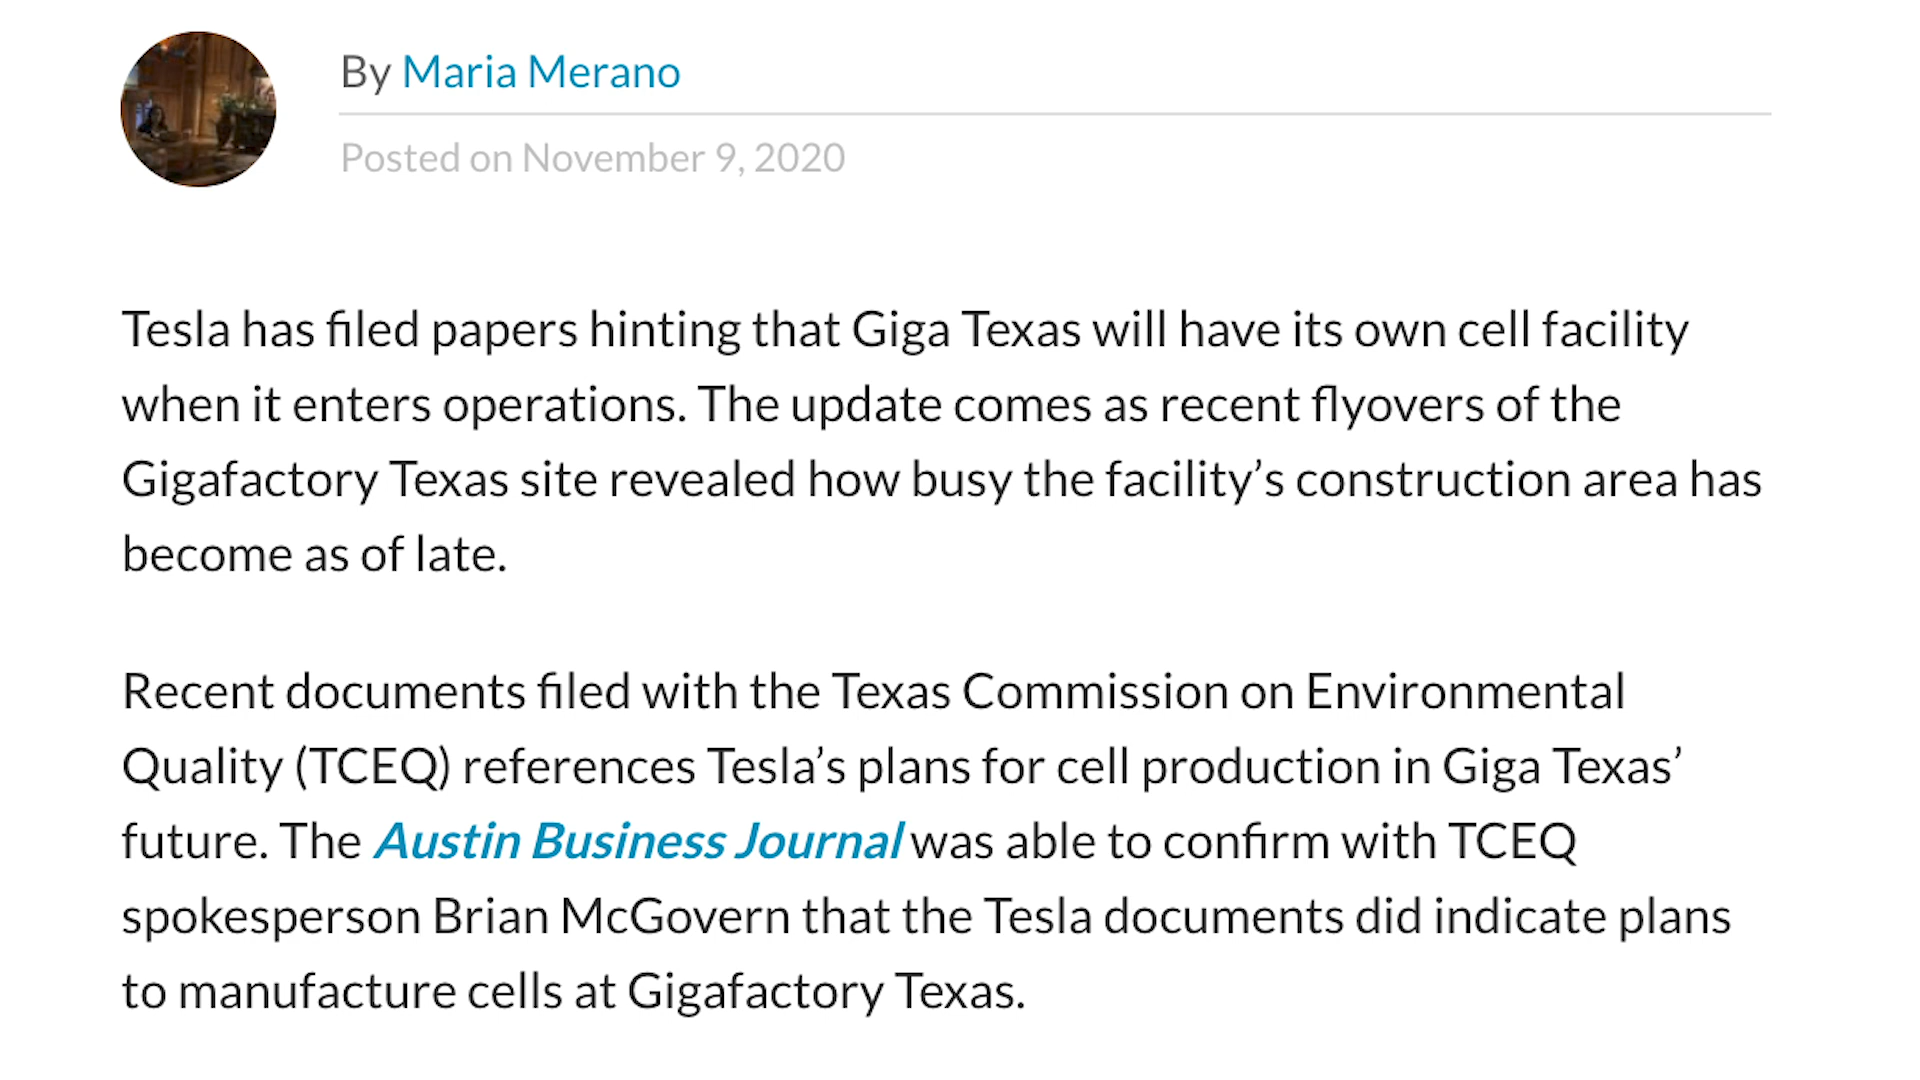 By Maria Merano
Posted on November 9, 2020
Tesla has filed papers hinting that Giga Texas will have its own cell facility
when it enters operations. The update comes as recent flyovers of the
Gigafactory Texas site revealed how busy the facility’s construction area has
become as of late.
Recent documents filed with the Texas Commission on Environmental
Quality (TCEQ) references Tesla’s plans for cell production in Giga Texas’
future. The Austin Business Journal was able to confirm with TCEQ
spokesperson Brian McGovern that the Tesla documents did indicate plans
to manufacture cells at Gigafactory Texas.